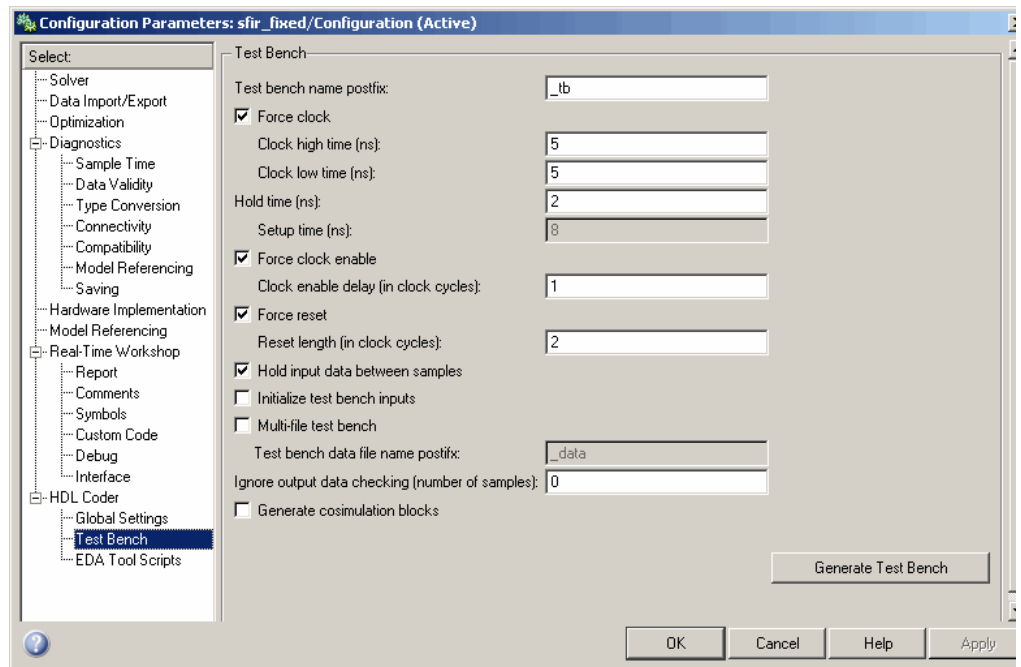 Configuration Parameters: sfir_fixed/Configuration (Active)
Select:
Solver
Data Import/Export
Optimization
Diagnostics
Sample Time
Data Validity
Type Conversion
Connectivity
Compatibility
Model Referencing
Saving
Hardware Implementation
Model Referencing
Real-Time Workshop
Report
Comments
Symbols
Custom Code
Debug
Interface
HDL Coder
Global Settings
Test Bench
EDA Tool Scripts
Test Bench
Test bench name postfix: _tb
Force clock
Clock high time (ns): 5
Clock low time (ns): 5
Hold time (ns): 2
Setup time (ns): 8
Force clock enable
Clock enable delay (in clock cycles): 1
Force reset
Reset length (in clock cycles): 2
Hold input data between samples
Initialize test bench inputs
Multi-file test bench
Test bench data file name postifx: _data
Ignore output data checking (number of samples): 0
Generate cosimulation blocks
Generate Test Bench
OK Cancel Help Apply